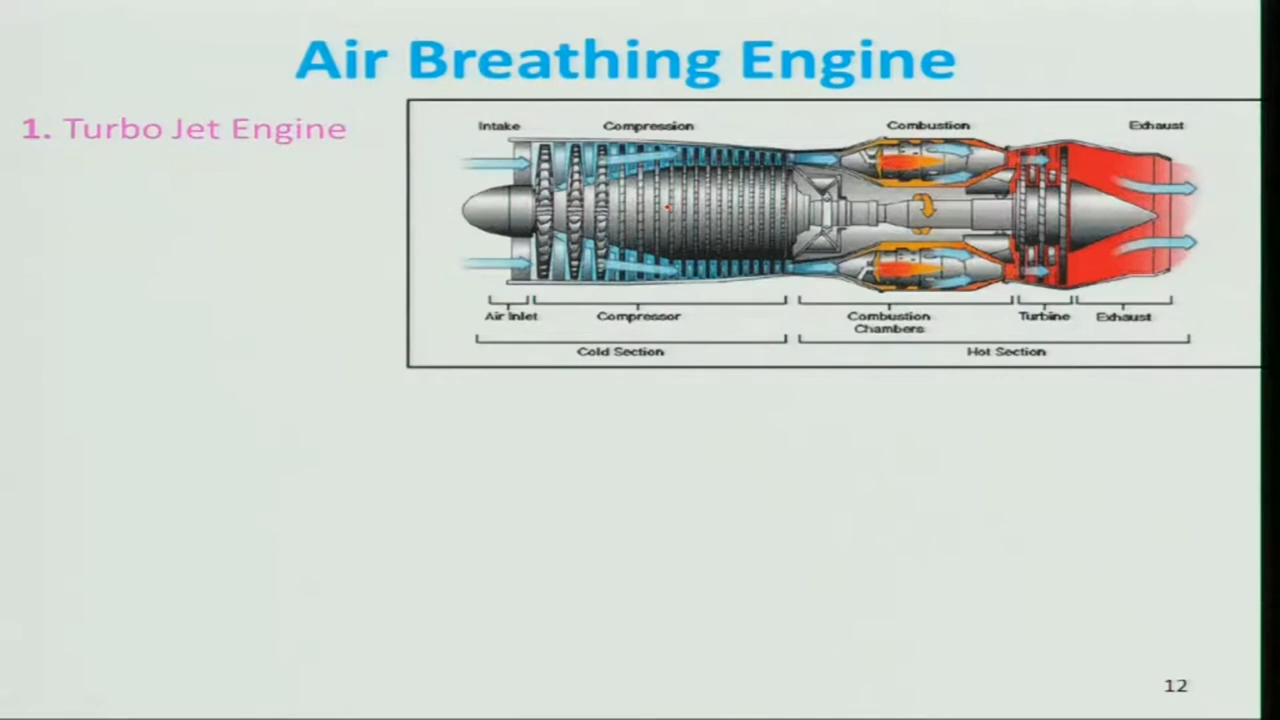 Air Breathing Engine
1. Turbo Jet Engine
Intake Compression Combustion Exhaust
Air Inlet Compressor Combustion Chambers Turbine Exhaust
Cold Section Hot Section
12